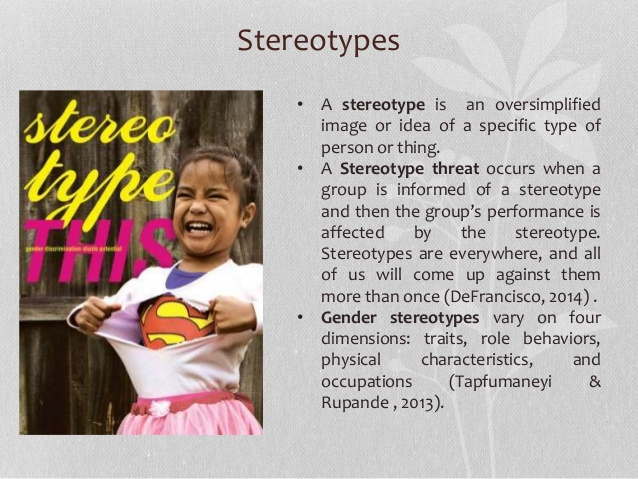 Stereotypes
stereo
type
THIS
gender discrimination stunts potential
• A stereotype is an oversimplified
image or idea of a specific type of
person or thing.
• A Stereotype threat occurs when a
group is informed of a stereotype
and then the group's performance is
affected by the stereotype.
Stereotypes are everywhere, and all
of us will come up against them
more than once (DeFrancisco, 2014) .
• Gender stereotypes vary on four
dimensions: traits, role behaviors,
physical characteristics, and
occupations (Tapfumaneyi &
Rupande , 2013).